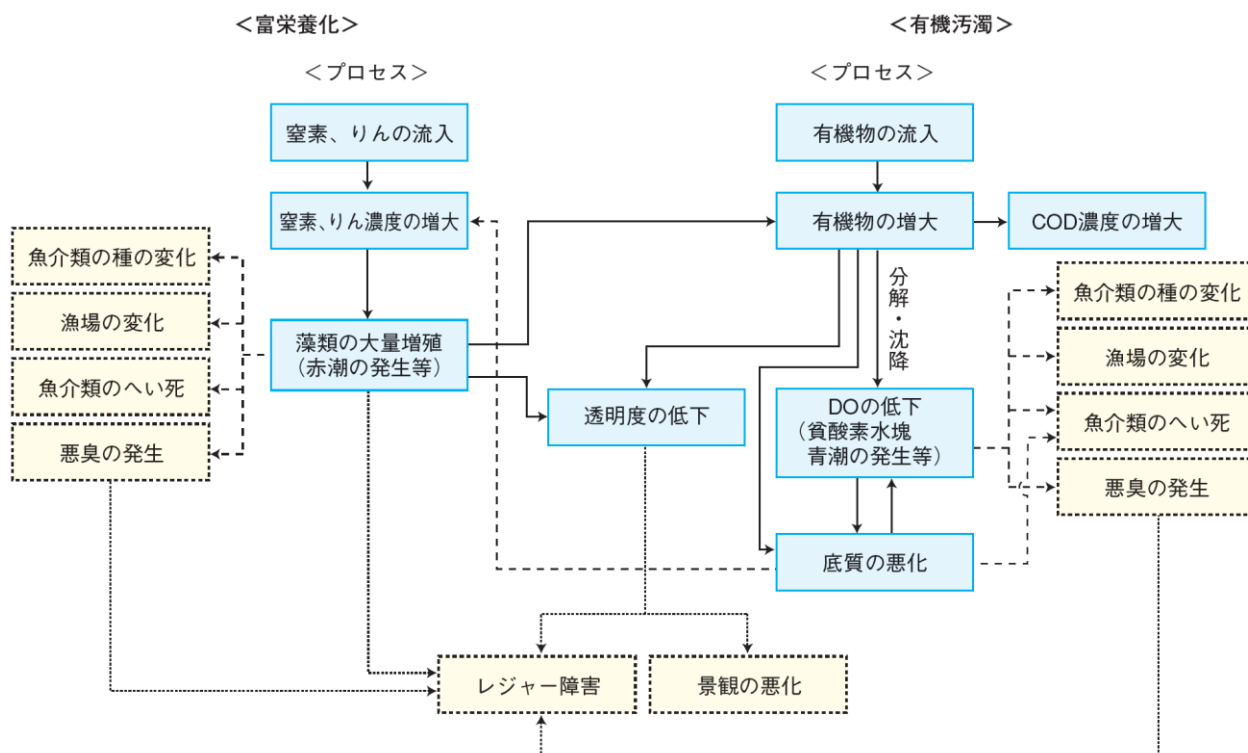 ＜富栄養化＞
＜有機汚濁＞
＜プロセス＞
＜プロセス＞
窒素、りんの流入
有機物の流入
窒素、りん濃度の増大
有機物の増大
COD濃度の増大
魚介類の種の変化
漁場の変化
魚介類のへい死
悪臭の発生
藻類の大量増殖
（赤潮の発生等）
分解・沈降
透明度の低下
DOの低下
（貧酸素水塊
青潮の発生等）
魚介類の種の変化
漁場の変化
魚介類のへい死
悪臭の発生
底質の悪化
レジャー障害
景観の悪化